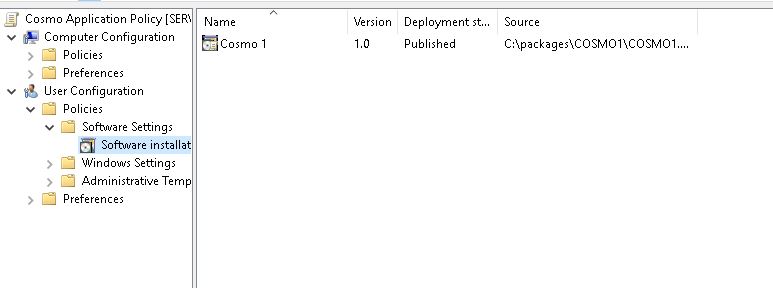 Cosmo Application Policy [SER\
Computer Configuration
Policies
Preferences
User Configuration
Policies
Software Settings
Software installat
Windows Settings
Administrative Temp
Preferences
Name Version Deployment st... Source
Cosmo 1 1.0 Published C:\packages\COSMO1\COSMO1....